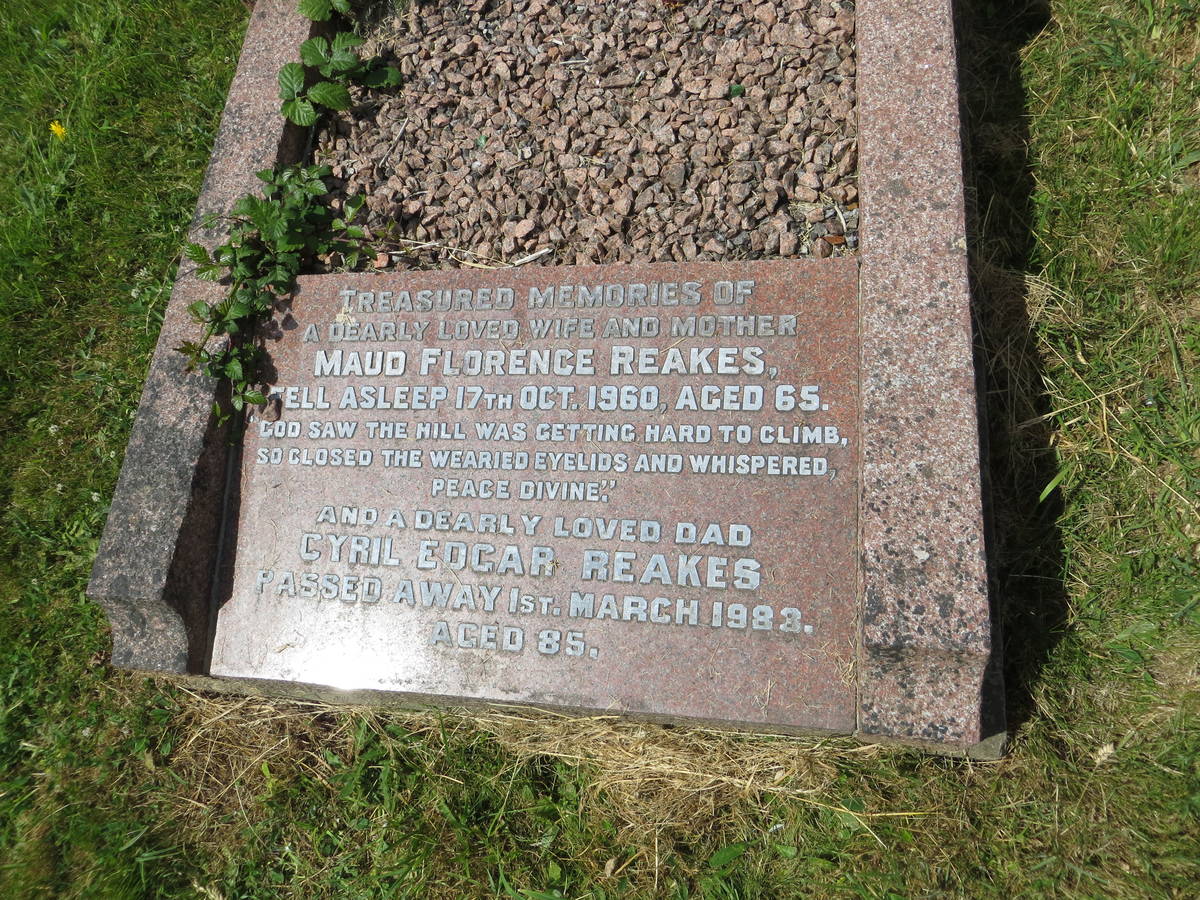 TREASURED MEMORIES OF
A DEARLY LOVED WIFE AND MOTHER
MAUD FLORENCE REAKES,
FELL ASLEEP 17TH OCT. 1960, AGED 65.
"GOD SAW THE HILL WAS GETTING HARD TO CLIMB,
SO CLOSED THE WEARIED EYELIDS AND WHISPERED,
PEACE DIVINE."
AND A DEARLY LOVED DAD
CYRIL EDGAR REAKES
PASSED AWAY 1ST. MARCH 1983.
AGED 85.